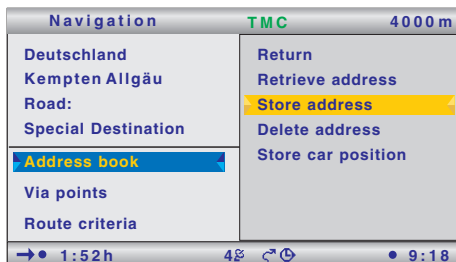 Navigation TMC 4000m
Deutschland
Kempten Allgäu
Road:
Special Destination
Address book
Via points
Route criteria
Return
Retrieve address
Store address
Delete address
Store car position
1:52h 4 9:18